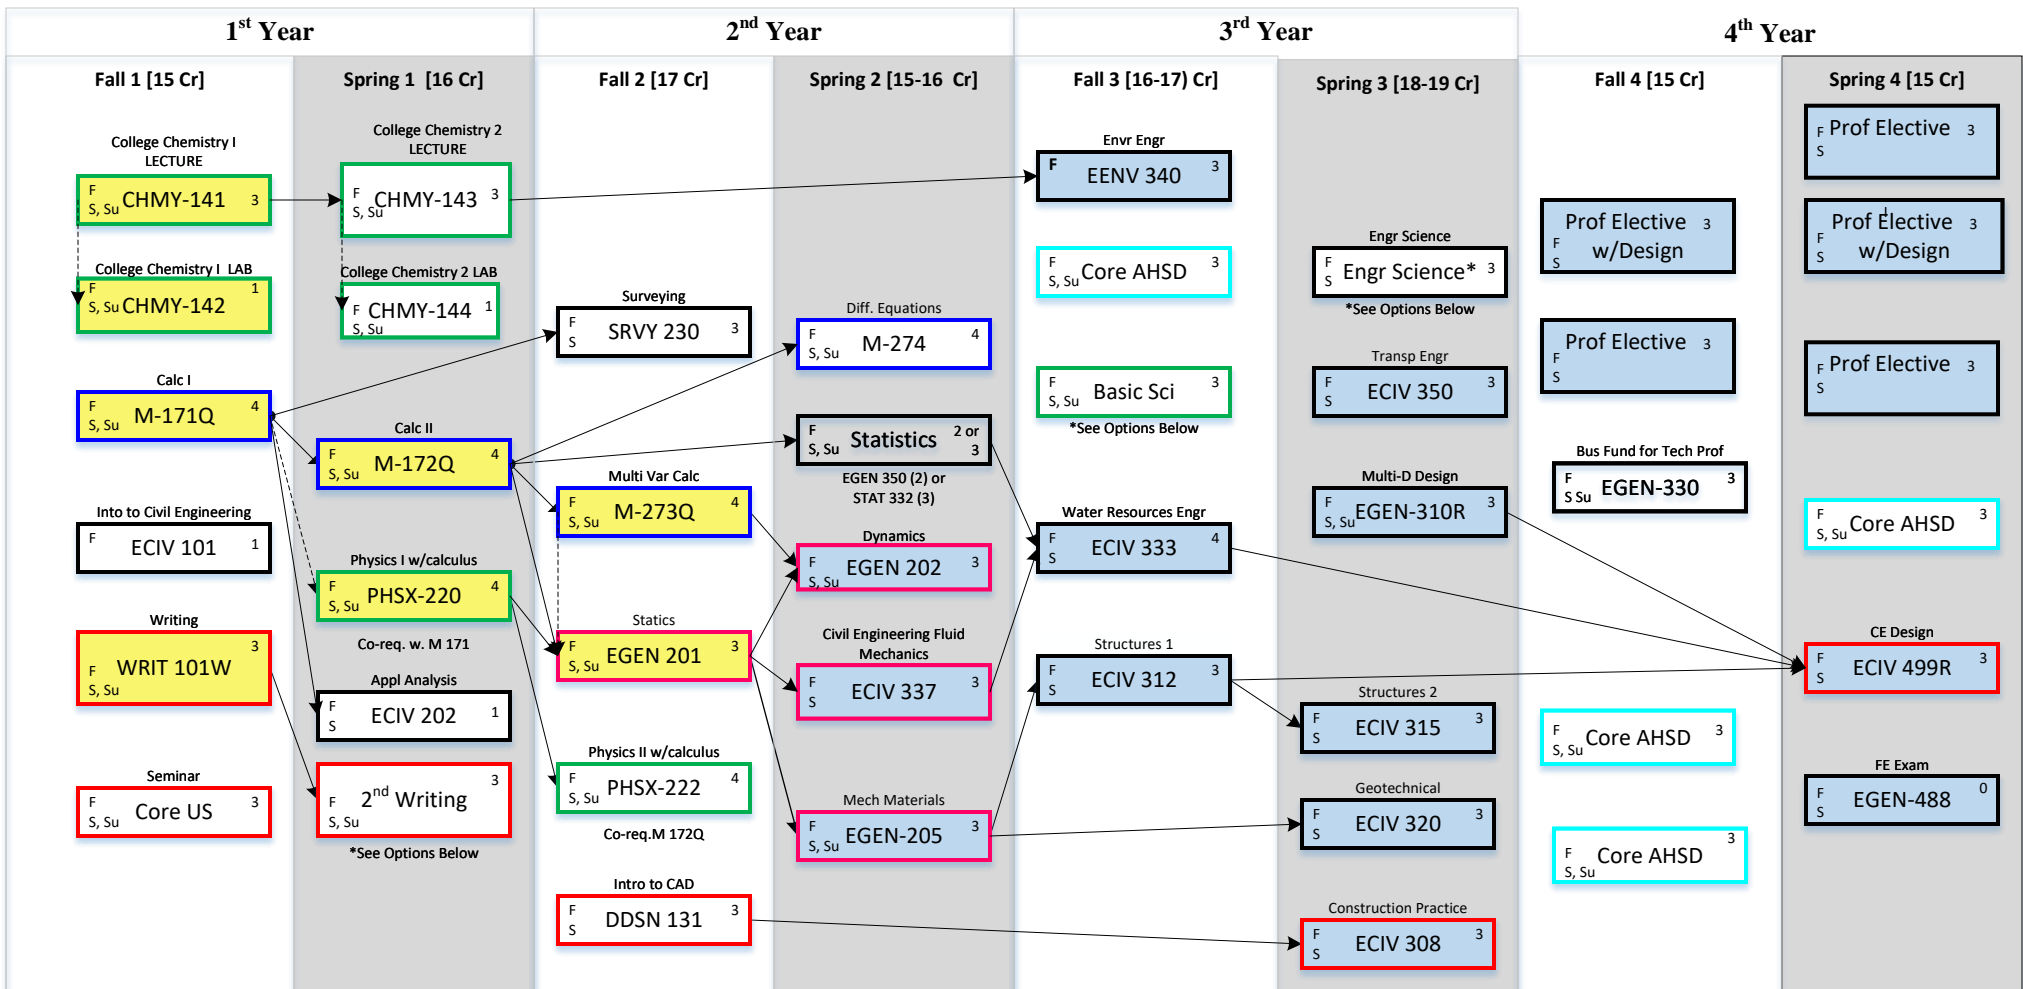 1st Year
2nd Year
3rd Year
4th Year
Fall 1 [15 Cr]
Spring 1 [16 Cr]
Fall 2 [17 Cr]
Spring 2 [15-16 Cr]
Fall 3 [16-17) Cr]
Spring 3 [18-19 Cr]
Fall 4 [15 Cr]
Spring 4 [15 Cr]
College Chemistry I
LECTURE
F
S, Su
CHMY-141
3
College Chemistry I LAB
F
S, Su
CHMY-142
1
Calc I
F
S, Su
M-171Q
4
Into to Civil Engineering
F
ECIV 101
1
Writing
F
S, Su
WRIT 101W
3
Seminar
F
S, Su
Core US
3
College Chemistry 2
LECTURE
F
S, Su
CHMY-143
3
College Chemistry 2 LAB
F
S, Su
CHMY-144
1
Calc II
F
S, Su
M-172Q
4
Physics I w/calculus
F
S, Su
PHSX-220
4
Co-req. w. M 171
Appl Analysis
F
S
ECIV 202
1
F
S, Su
2nd Writing
3
*See Options Below
Surveying
F
S
SRVY 230
3
Multi Var Calc
F
S, Su
M-273Q
4
Statics
F
S, Su
EGEN 201
3
Physics II w/calculus
F
S, Su
PHSX-222
4
Co-req.M 172Q
Intro to CAD
F
S
DDSN 131
3
Diff. Equations
F
S, Su
M-274
4
F
S, Su
Statistics
2 or
3
EGEN 350 (2) or
STAT 332 (3)
Dynamics
F
S, Su
EGEN 202
3
Civil Engineering Fluid
Mechanics
F
S
ECIV 337
3
Mech Materials
F
S, Su
EGEN-205
3
Envr Engr
F
EENV 340
3
F
S, Su
Core AHSD
3
F
S, Su
Basic Sci
3
*See Options Below
Water Resources Engr
F
S
ECIV 333
4
Structures 1
F
S
ECIV 312
3
Engr Science
F
S
Engr Science*
3
*See Options Below
Transp Engr
F
S
ECIV 350
3
Multi-D Design
F
S, Su
EGEN-310R
3
Structures 2
F
S
ECIV 315
3
Geotechnical
F
S
ECIV 320
3
Construction Practice
F
S
ECIV 308
3
F
S
Prof Elective
w/Design
3
F
S
Prof Elective
3
Bus Fund for Tech Prof
F
S Su
EGEN-330
3
F
S, Su
Core AHSD
3
F
S, Su
Core AHSD
3
F
S
Prof Elective
3
F
S
Prof Elective
w/Design
3
F
S
Prof Elective
3
F
S, Su
Core AHSD
3
CE Design
F
S
ECIV 499R
3
FE Exam
F
S
EGEN-488
0